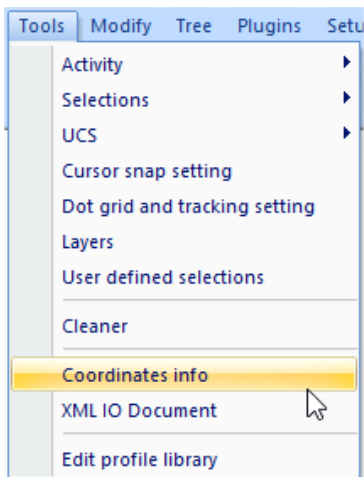 Tools Modify Tree Plugins Setu
Activity
Selections
UCS
Cursor snap setting
Dot grid and tracking setting
Layers
User defined selections
Cleaner
Coordinates info
XML IO Document
Edit profile library